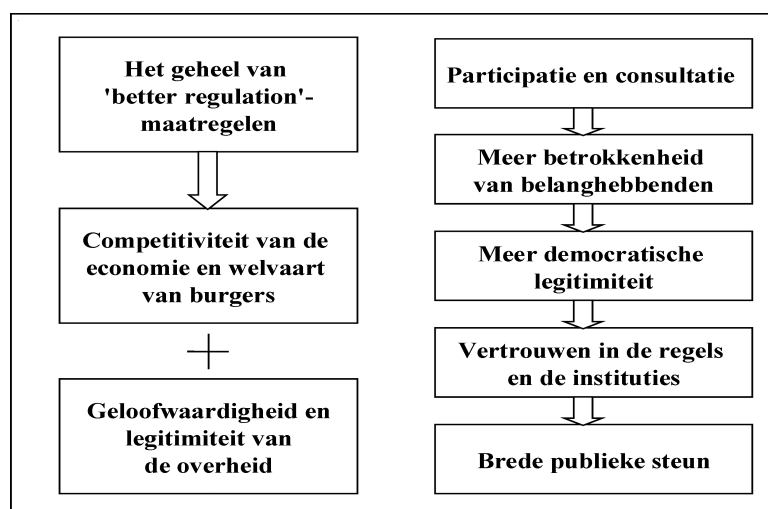 Het geheel van
'better regulation'-
maatregelen
Competitiviteit van de
economie en welvaart
van burgers
+
Geloofwaardigheid en
legitimiteit van
de overheid
Participatie en consultatie
Meer betrokkenheid
van belanghebbenden
Meer democratische
legitimiteit
Vertrouwen in de regels
en de instituties
Brede publieke steun